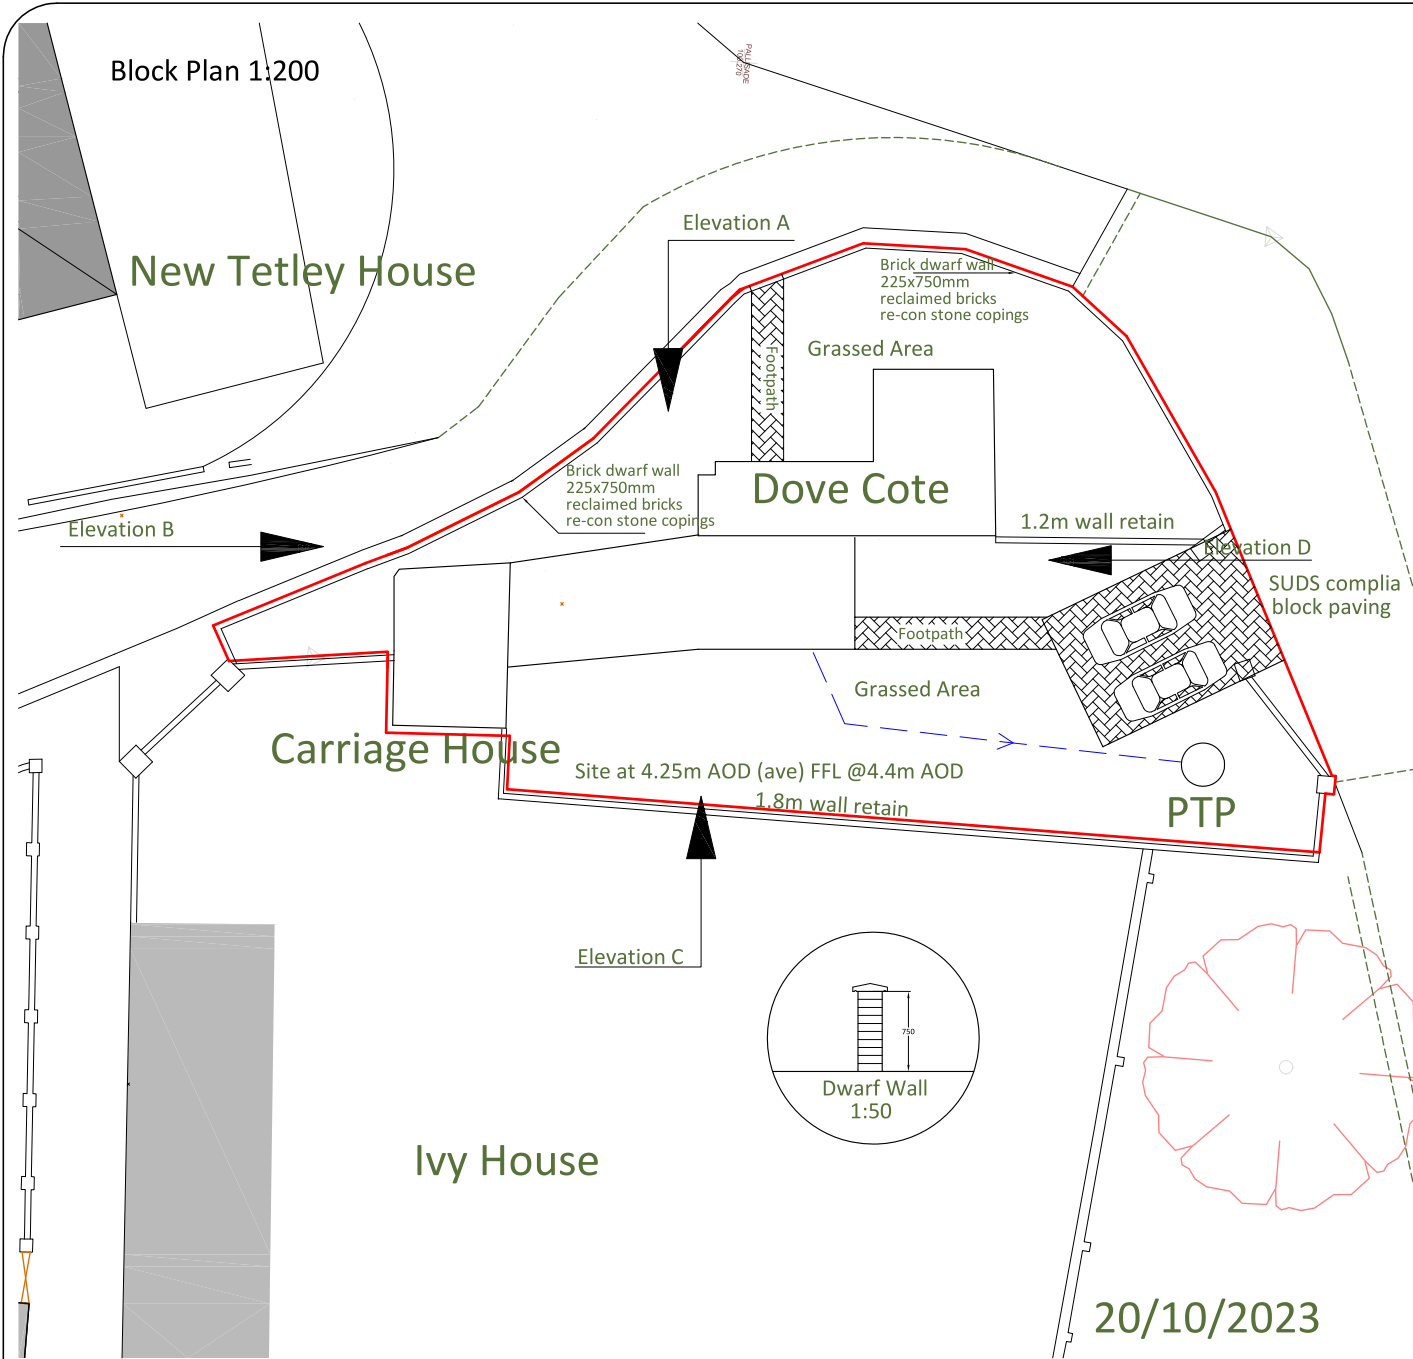 Block Plan 1:200
PALLISADE
100.270
Elevation A
New Tetley House
Brick dwarf wall
225x750mm
reclaimed bricks
re-con stone copings
Grassed Area
Footpath
Brick dwarf wall
225x750mm
reclaimed bricks
re-con stone copings
Dove Cote
1.2m wall retain
Elevation B
Elevation D
SUDS complia
block paving
Footpath
Grassed Area
Carriage House
Site at 4.25m AOD (ave) FFL @4.4m AOD
1.8m wall retain
PTP
Elevation C
750
Dwarf Wall
1:50
Ivy House
20/10/2023